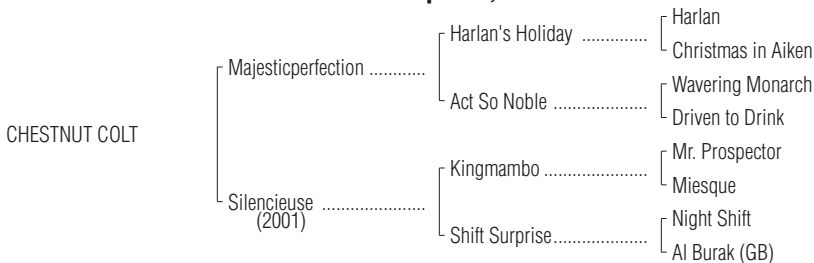 Harlan
Harlan's Holiday .............
Christmas in Aiken
Majesticperfection ............
Wavering Monarch
Act So Noble .....................
Driven to Drink
CHESTNUT COLT
Mr. Prospector
Kingmambo .......................
Miesque
Silencieuse ......................
(2001)
Night Shift
Shift Surprise.....................
Al Burak (GB)